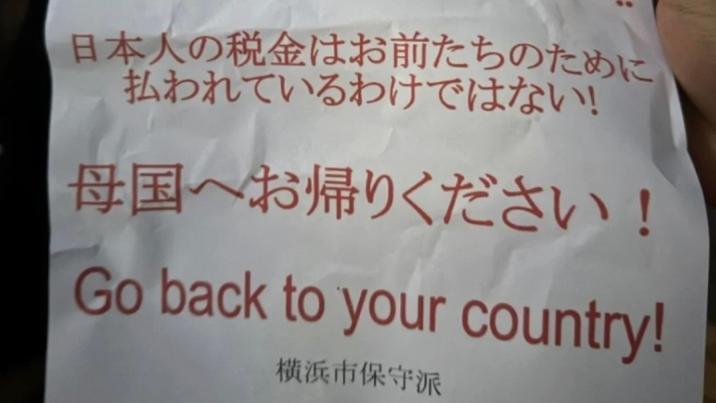 日本人の税金はお前たちのために
払われているわけではない!
母国へお帰りください！
Go back to your country!
横浜市保守派